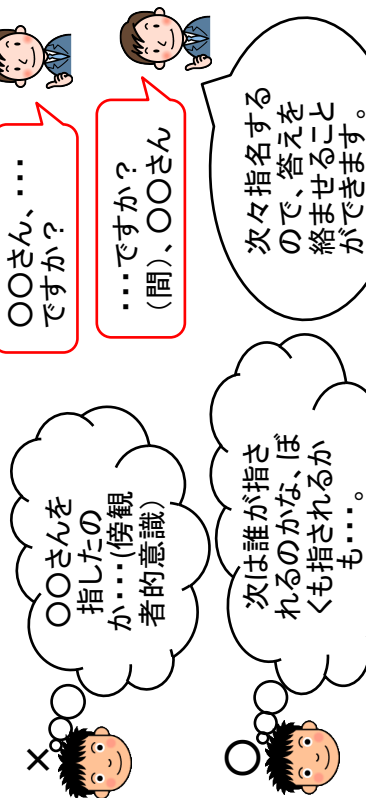 〇〇さん、・・・
ですか？
・・・ですか？
(間)、〇〇さん
次々指名する
ので、答えを
絡ませること
ができます。
×
〇〇さんを
指したの
か・・・(傍観
者的意識)
〇
次は誰が指さ
れるのかな、ぼ
くも指されるか
も・・・。